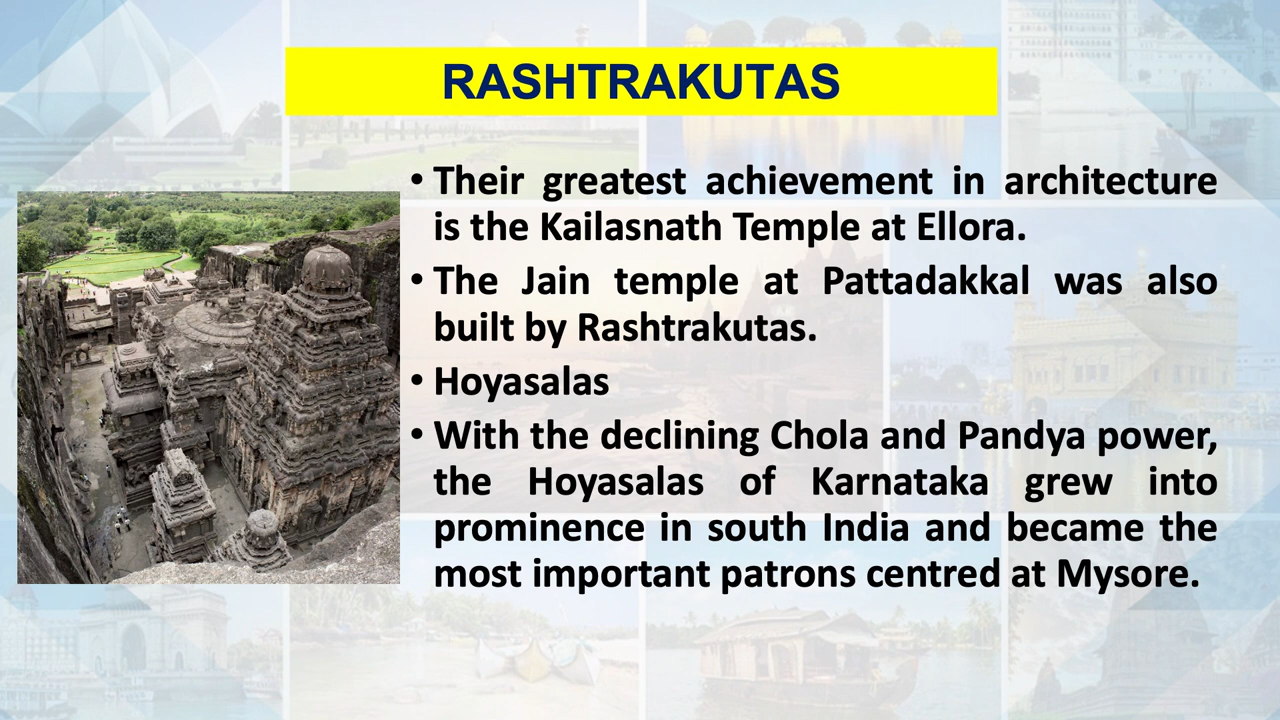 RASHTRAKUTAS
• Their greatest achievement in architecture
is the Kailasnath Temple at Ellora.
• The Jain temple at Pattadakkal was also
built by Rashtrakutas.
• Hoyasalas
• With the declining Chola and Pandya power,
the Hoyasalas of Karnataka grew into
prominence in south India and became the
most important patrons centred at Mysore.